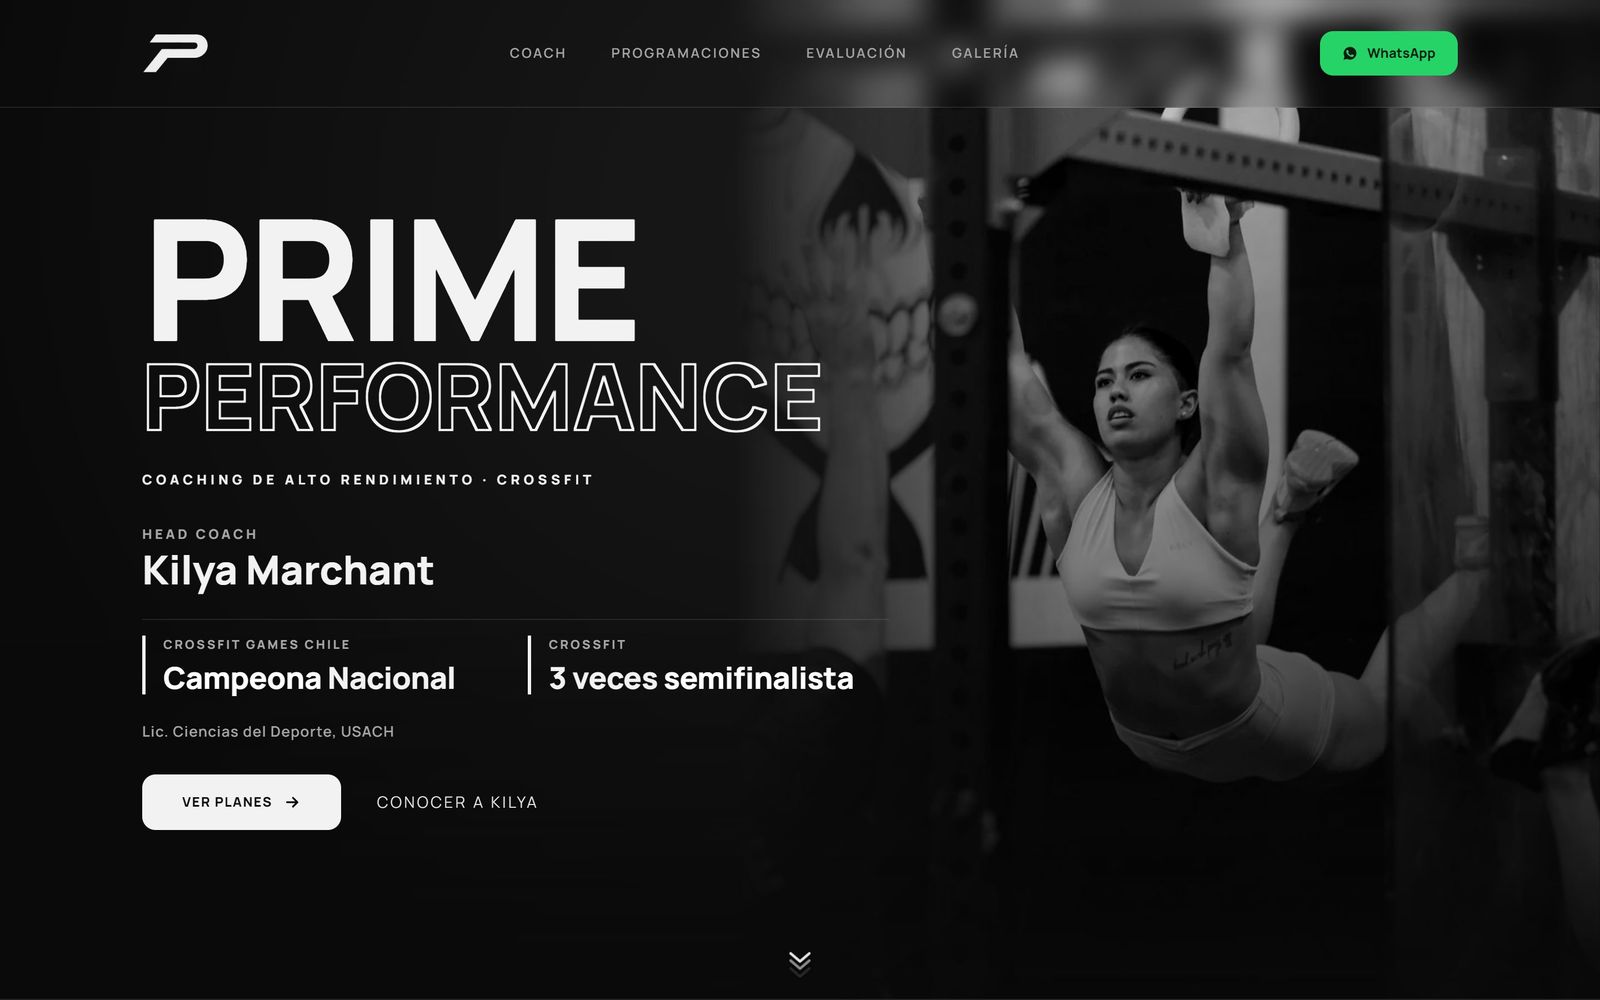 COACH PROGRAMACIONES EVALUACIÓN GALERÍA WhatsApp
PRIME
PERFORMANCE
COACHING DE ALTO RENDIMIENTO · CROSSFIT
HEAD COACH
Kilya Marchant
CROSSFIT GAMES CHILE
Campeona Nacional
CROSSFIT
3 veces semifinalista
Lic. Ciencias del Deporte, USACH
VER PLANES →
CONOCER A KILYA